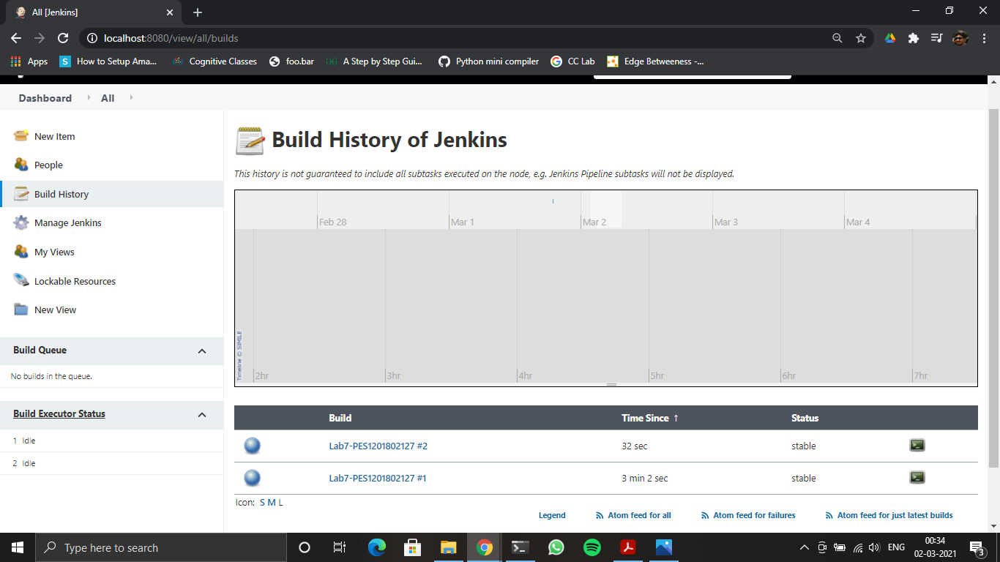 All [Jenkins]
localhost:8080/view/all/builds
Apps
How to Setup Ama...
Cognitive Classes
foo.bar
A Step by Step Gui...
Python mini compiler
CC Lab
Edge Betweeness -...
Dashboard
All
New Item
People
Build History
Manage Jenkins
My Views
Lockable Resources
New View
Build Queue
No builds in the queue.
Build Executor Status
1 Idle
2 Idle
Build History of Jenkins
This history is not guaranteed to include all subtasks executed on the node, e.g. Jenkins Pipeline subtasks will not be displayed.
Feb 28 Mar 1 Mar 2 Mar 3 Mar 4
Timeline © SIMILE
2hr 3hr 4hr 5hr 6hr 7hr
Build Time Since ↑ Status
Lab7-PES1201802127 #2 32 sec stable
Lab7-PES1201802127 #1 3 min 2 sec stable
Icon: S M L
Legend Atom feed for all Atom feed for failures Atom feed for just latest builds
Type here to search
ENG
00:34
02-03-2021
3